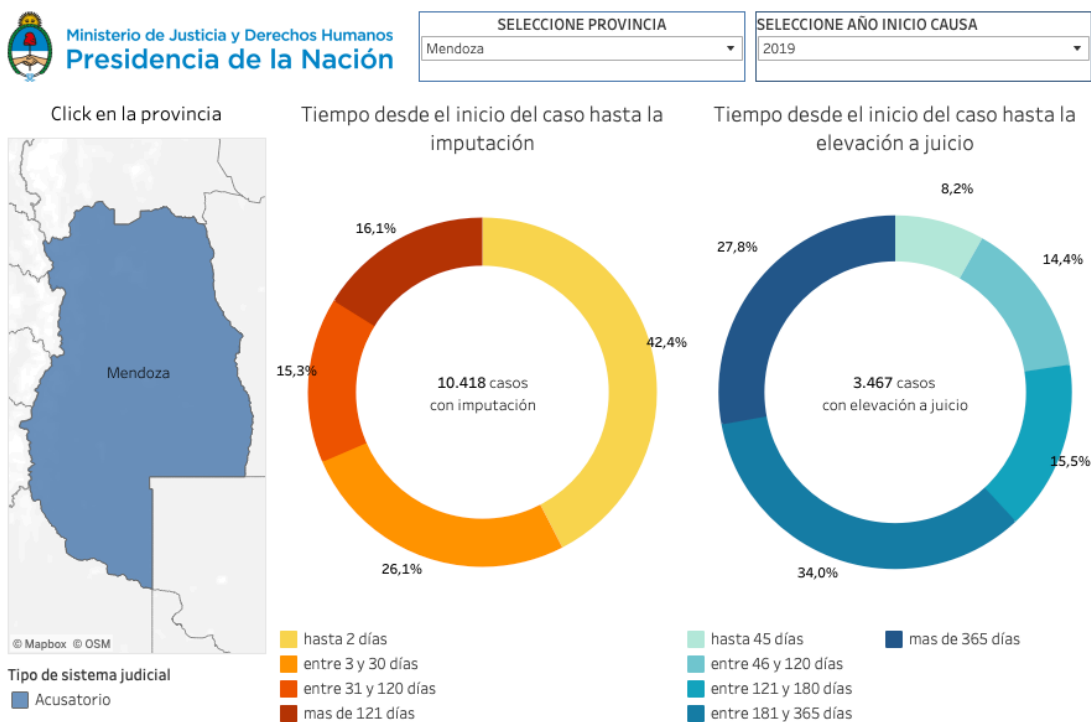 Ministerio de Justicia y Derechos Humanos
Presidencia de la Nación
SELECCIONE PROVINCIA
Mendoza
SELECCIONE AÑO INICIO CAUSA
2019
Click en la provincia
Mendoza
© Mapbox © OSM
Tipo de sistema judicial
Acusatorio
Tiempo desde el inicio del caso hasta la
imputación
16,1%
42,4%
15,3%
26,1%
10.418 casos
con imputación
hasta 2 días
entre 3 y 30 días
entre 31 y 120 días
mas de 121 días
Tiempo desde el inicio del caso hasta la
elevación a juicio
8,2%
27,8%
14,4%
15,5%
34,0%
3.467 casos
con elevación a juicio
hasta 45 días
entre 46 y 120 días
entre 121 y 180 días
entre 181 y 365 días
mas de 365 días